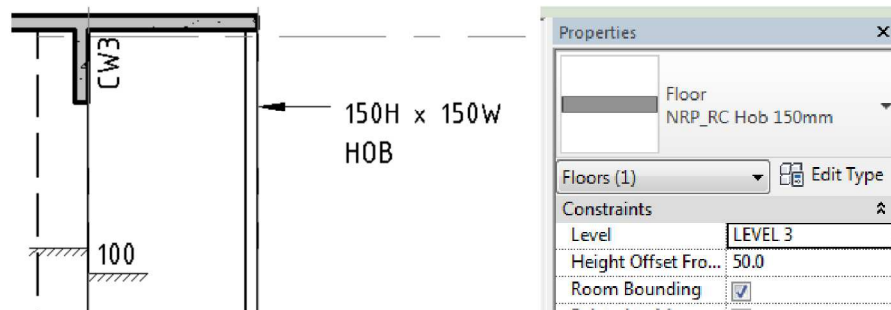 CW3
150H x 150W
HOB
100
Properties
Floor
NRP_RC Hob 150mm
Floors (1)
Edit Type
Constraints
Level
LEVEL 3
Height Offset Fro...
50.0
Room Bounding